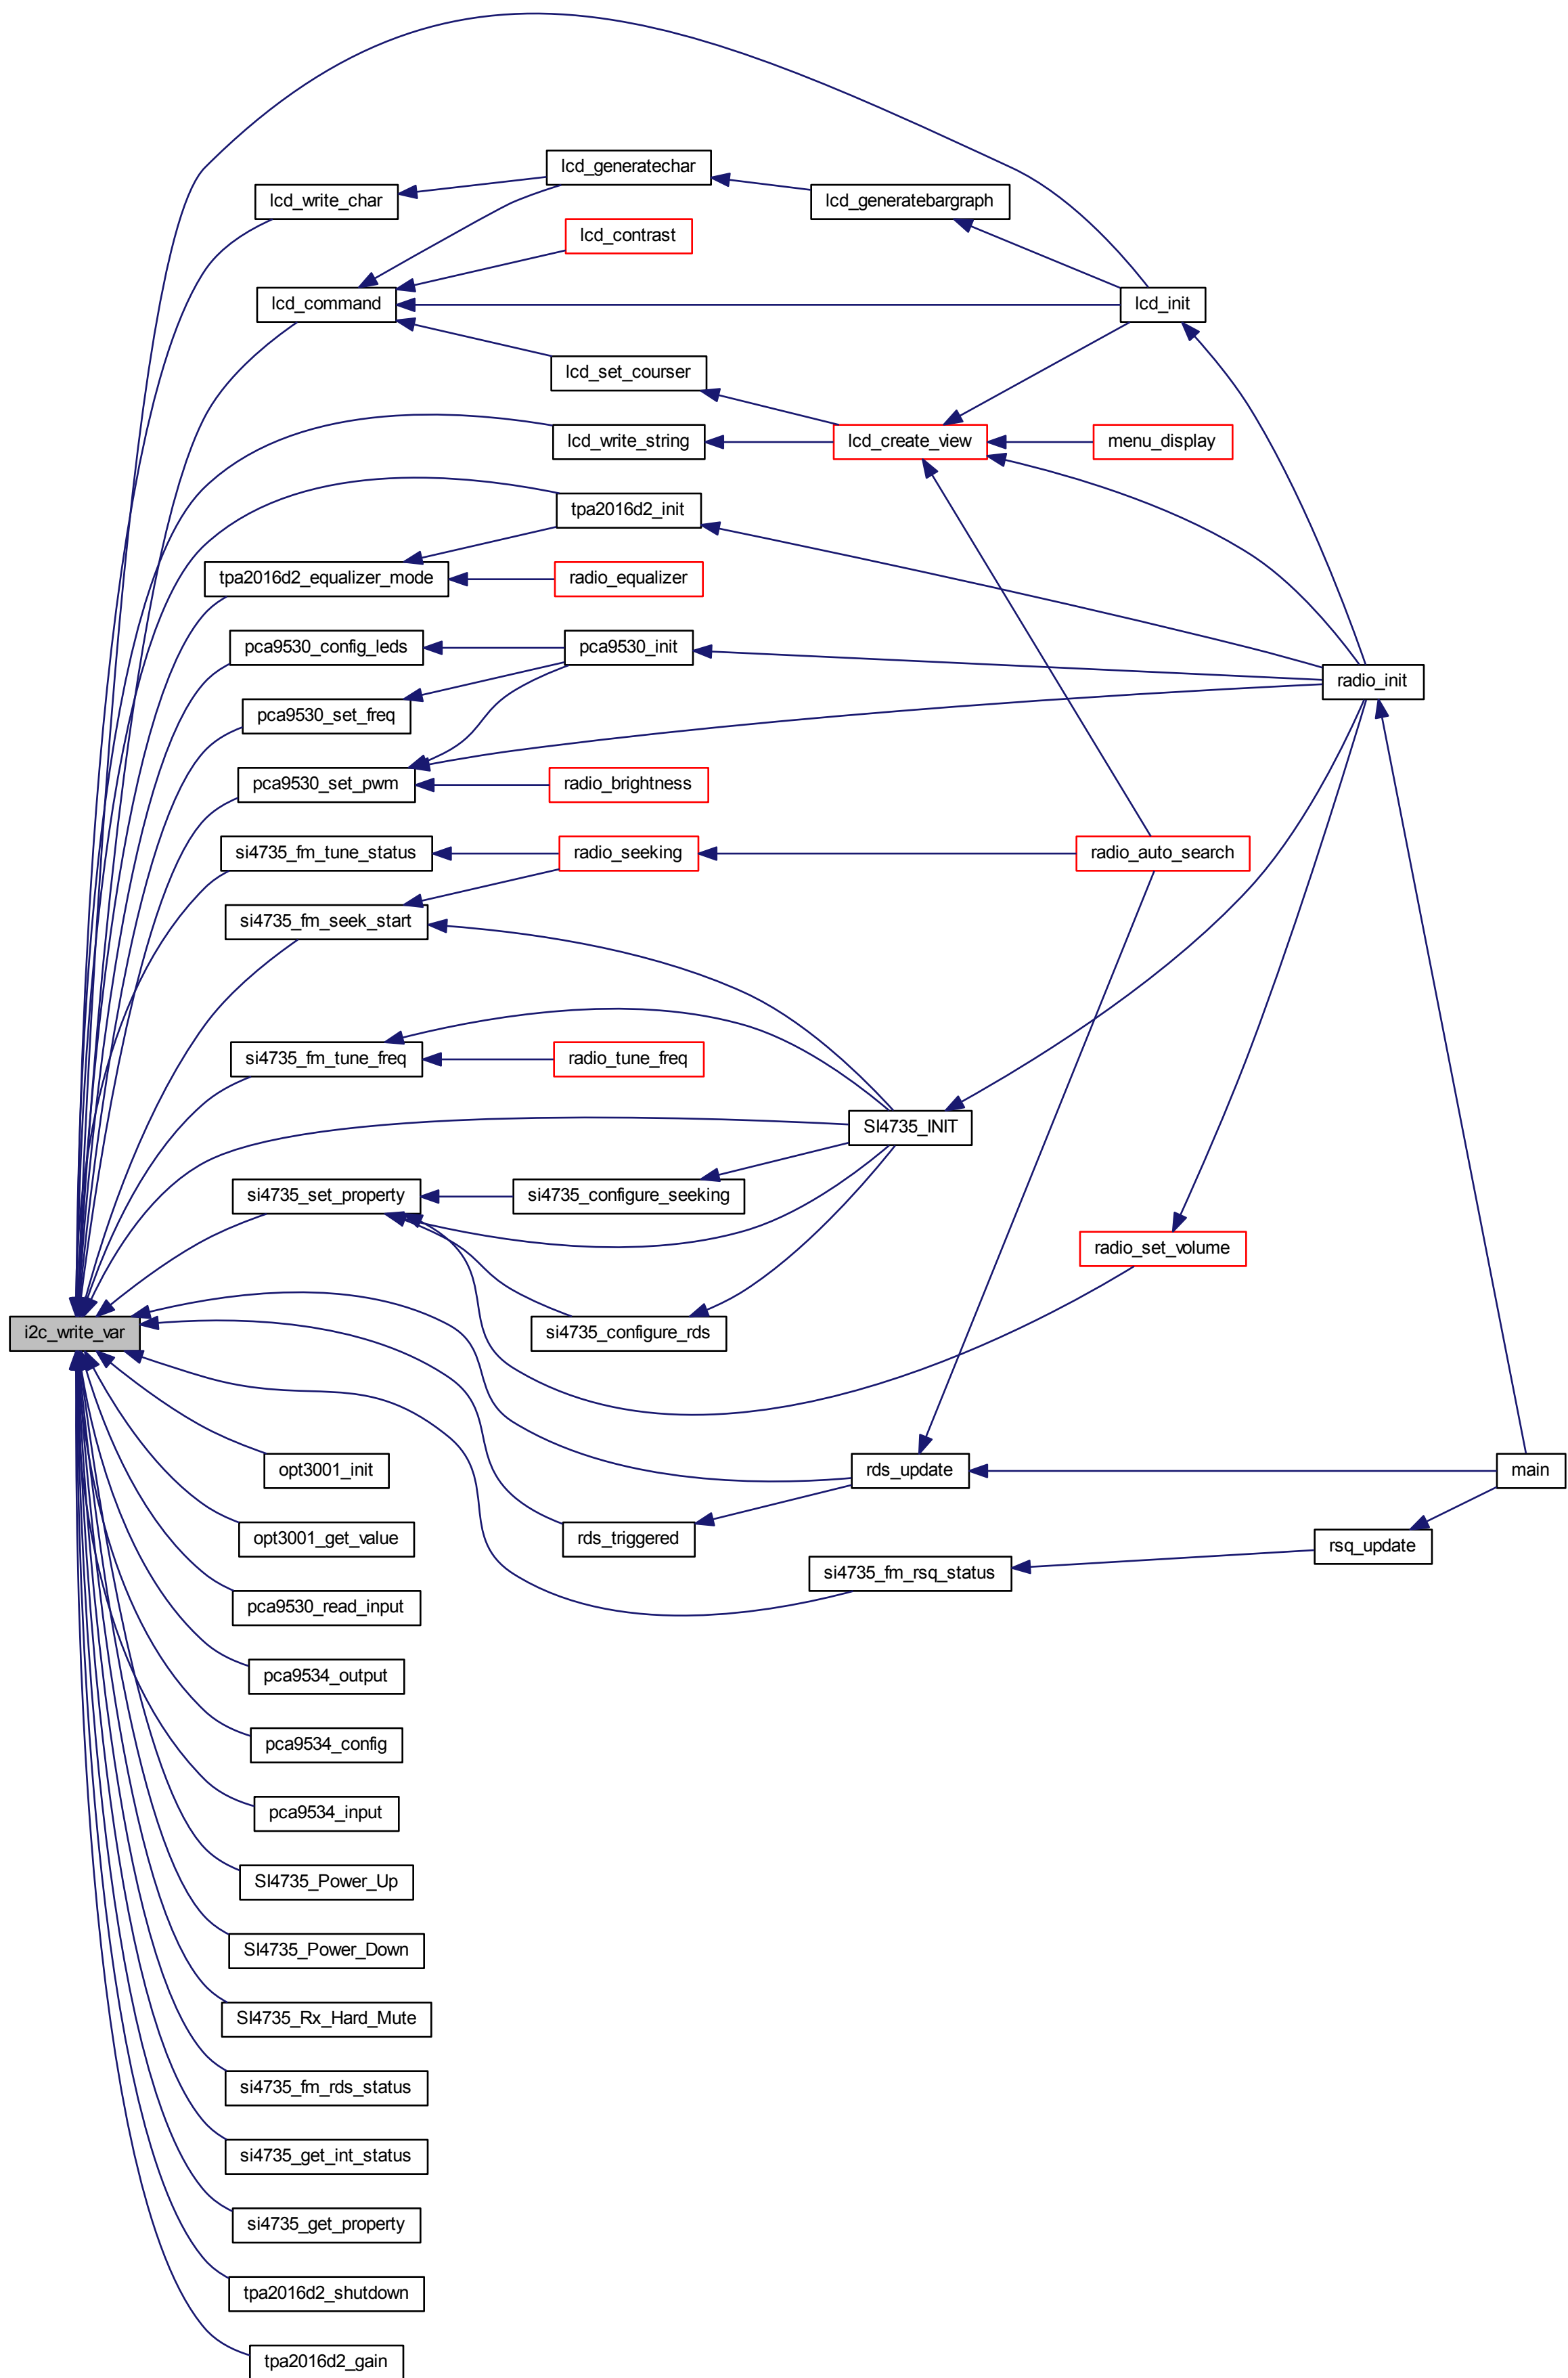 lcd_generatechar
lcd_write_char
lcd_generatebargraph
lcd_contrast
lcd_command
lcd_init
lcd_set_courser
lcd_write_string
lcd_create_view
menu_display
tpa2016d2_init
tpa2016d2_equalizer_mode
radio_equalizer
pca9530_config_leds
pca9530_init
radio_init
pca9530_set_freq
pca9530_set_pwm
radio_brightness
si4735_fm_tune_status
radio_seeking
radio_auto_search
si4735_fm_seek_start
si4735_fm_tune_freq
radio_tune_freq
SI4735_INIT
si4735_set_property
si4735_configure_seeking
radio_set_volume
i2c_write_var
si4735_configure_rds
opt3001_init
rds_update
main
opt3001_get_value
rds_triggered
rsq_update
si4735_fm_rsq_status
pca9530_read_input
pca9534_output
pca9534_config
pca9534_input
SI4735_Power_Up
SI4735_Power_Down
SI4735_Rx_Hard_Mute
si4735_fm_rds_status
si4735_get_int_status
si4735_get_property
tpa2016d2_shutdown
tpa2016d2_gain